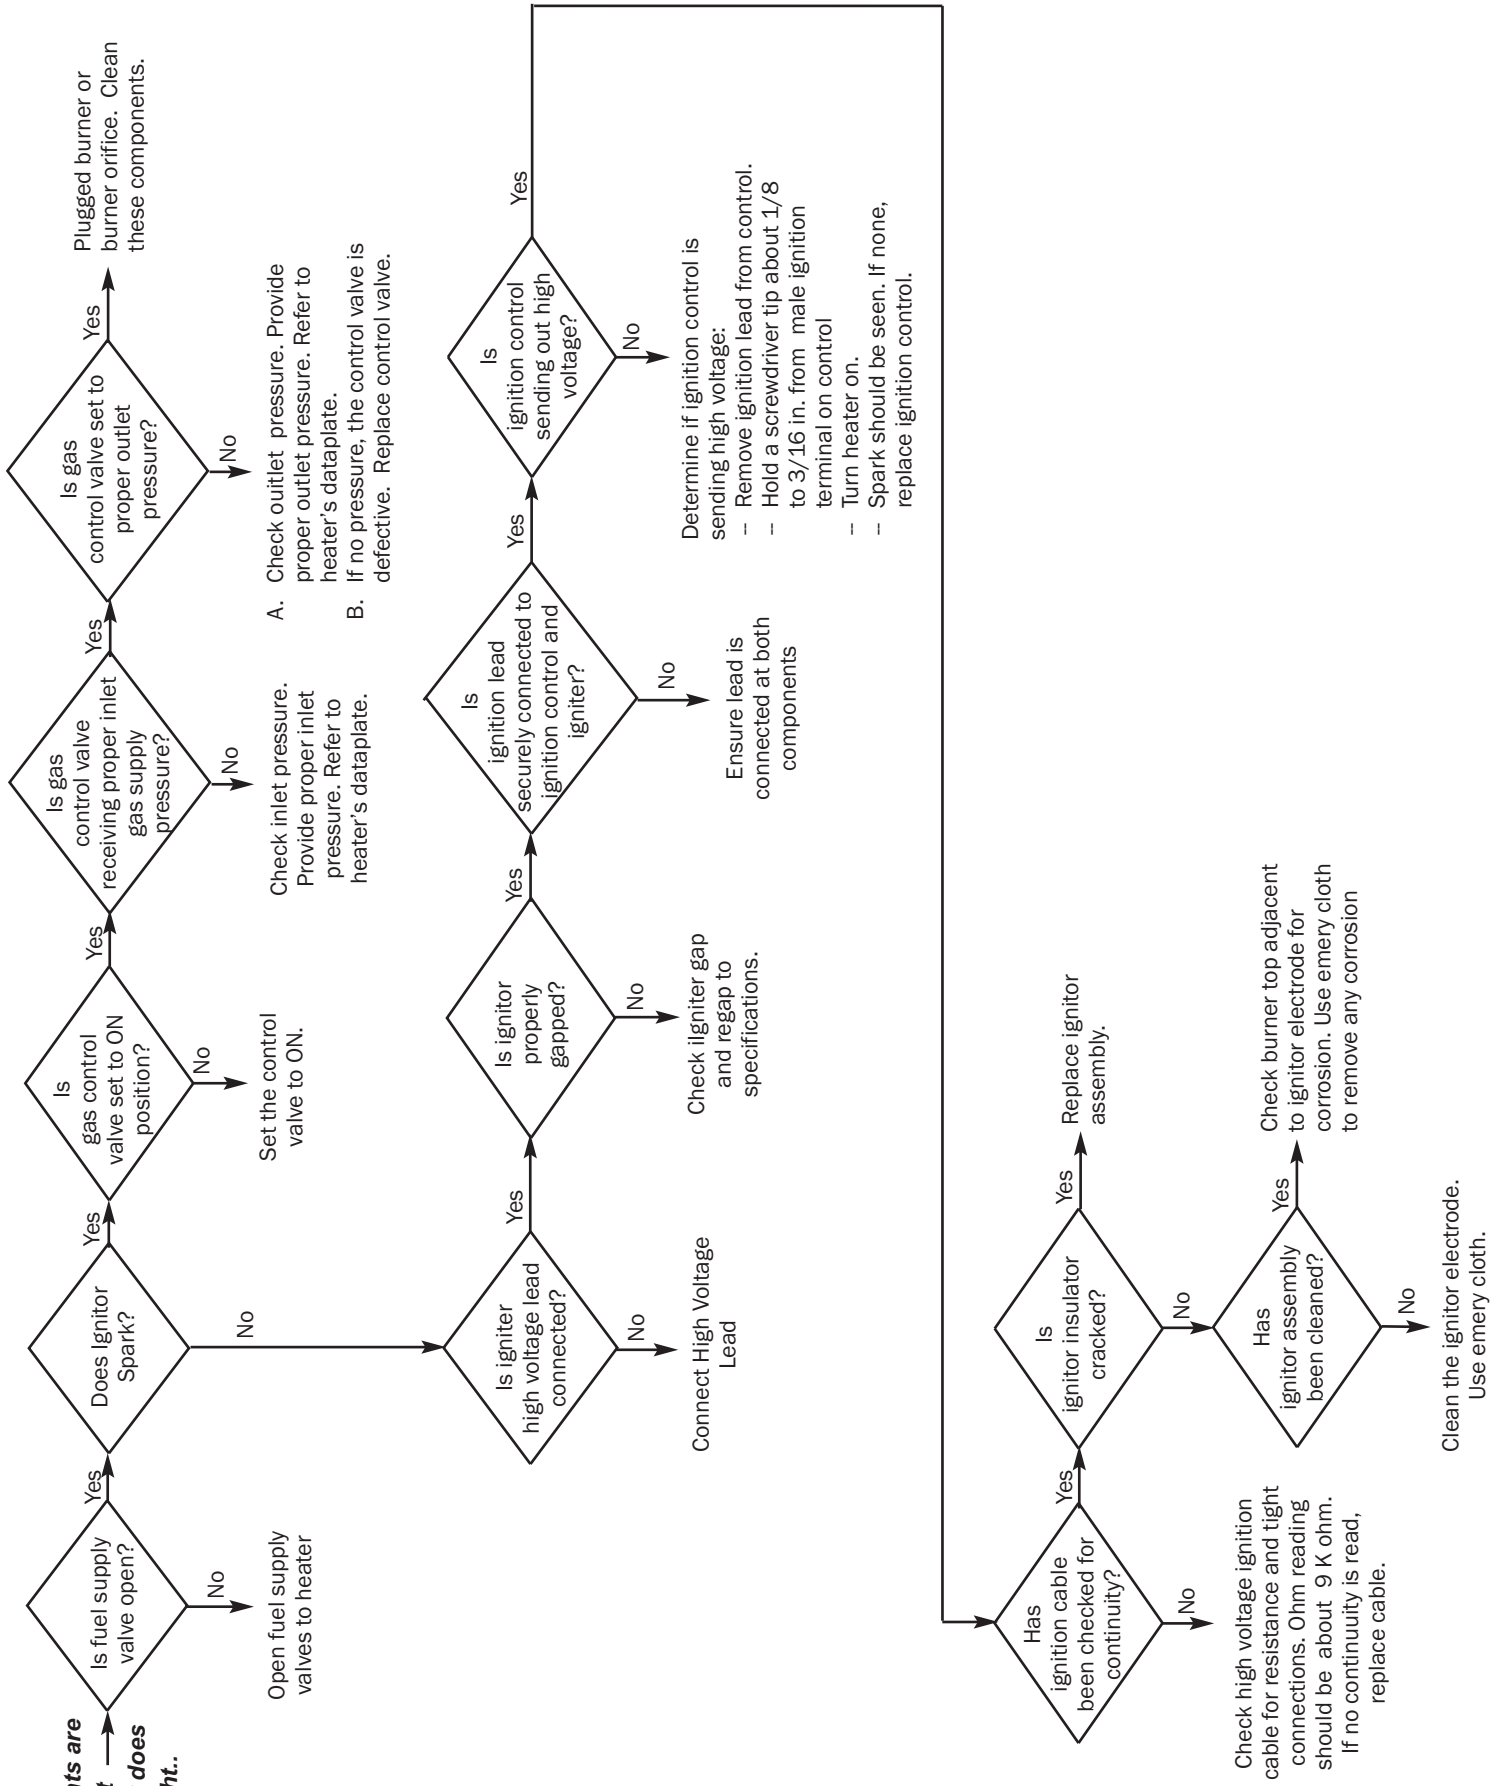 ts are
t
does
ht..
Is fuel supply
valve open?
Yes
No
Open fuel supply
valves to heater
Does Ignitor
Spark?
Yes
No
Is
gas control
valve set to ON
position?
Yes
No
Set the control
valve to ON.
Is gas
control valve
receiving proper inlet
gas supply
pressure?
Yes
No
Check inlet pressure.
Provide proper inlet
pressure. Refer to
heater's dataplate.
Is gas
control valve set to
proper outlet
pressure?
Yes
No
A. Check outlet pressure. Provide
proper outlet pressure. Refer to
heater's dataplate.
B. If no pressure, the control valve is
defective. Replace control valve.
Plugged burner or
burner orifice. Clean
these components.
Is igniter
high voltage lead
connected?
Yes
No
Connect High Voltage
Lead
Is ignitor
properly
gapped?
Yes
No
Check ilgniter gap
and regap to
specifications.
Is
ignition lead
securely connected to
ignition control and
igniter?
Yes
No
Ensure lead is
connected at both
components
Is
ignition control
sending out high
voltage?
Yes
No
Determine if ignition control is
sending high voltage:
-- Remove ignition lead from control.
-- Hold a screwdriver tip about 1/8
to 3/16 in. from male ignition
terminal on control
-- Turn heater on.
-- Spark should be seen. If none,
replace ignition control.
Has
ignition cable
been checked for
continuity?
Yes
No
Check high voltage ignition
cable for resistance and tight
connections. Ohm reading
should be about 9 K ohm.
If no continuuity is read,
replace cable.
Is
ignitor insulator
cracked?
Yes
No
Replace ignitor
assembly.
Has
ignitor assembly
been cleaned?
Yes
No
Check burner top adjacent
to ignitor electrode for
corrosion. Use emery cloth
to remove any corrosion
Clean the ignitor electrode.
Use emery cloth.